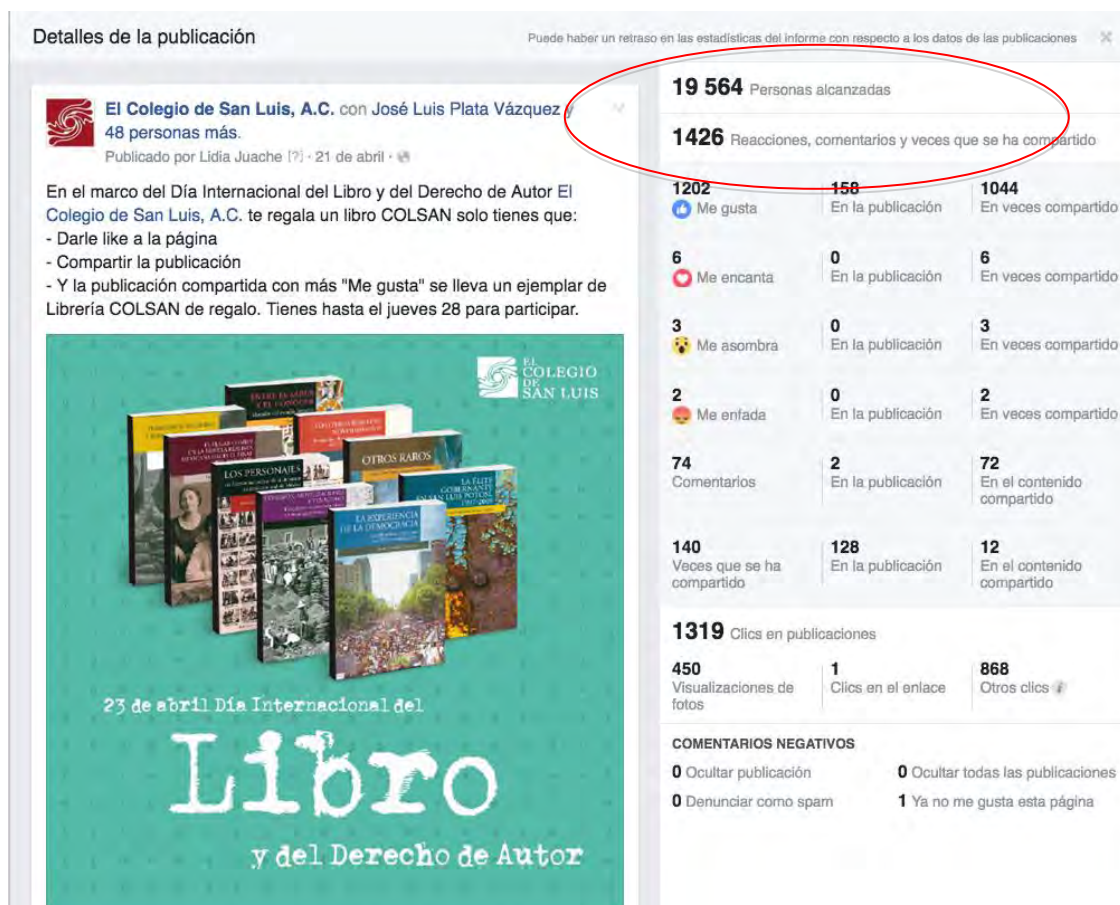 Detalles de la publicación
Puede haber un retraso en las estadísticas del informe con respecto a los datos de las publicaciones
El Colegio de San Luis, A.C. con José Luis Plata Vázquez y
48 personas más.
Publicado por Lidia Juache [?] · 21 de abril ·
En el marco del Día Internacional del Libro y del Derecho de Autor El
Colegio de San Luis, A.C. te regala un libro COLSAN solo tienes que:
- Darle like a la página
- Compartir la publicación
- Y la publicación compartida con más "Me gusta" se lleva un ejemplar de
Librería COLSAN de regalo. Tienes hasta el jueves 28 para participar.
EL
COLEGIO
DE
SAN LUIS
ENTRE EL SABER
Y EL CONOCER
LOS PERSONAJES
OTROS RAROS
LA ÉLITE
GOBERNANTE
EN SAN LUIS POTOSÍ
LA EXPERIENCIA
DE LA DEMOCRACIA
23 de abril Día Internacional del
Libro
y del Derecho de Autor
19 564 Personas alcanzadas
1426 Reacciones, comentarios y veces que se ha compartido
1202 158 1044
Me gusta En la publicación En veces compartido
6 0 6
Me encanta En la publicación En veces compartido
3 0 3
Me asombra En la publicación En veces compartido
2 0 2
Me enfada En la publicación En veces compartido
74 2 72
Comentarios En la publicación En el contenido
compartido
140 128 12
Veces que se ha En la publicación En el contenido
compartido compartido
1319 Clics en publicaciones
450 1 868
Visualizaciones de Clics en el enlace Otros clics i
fotos
COMENTARIOS NEGATIVOS
0 Ocultar publicación 0 Ocultar todas las publicaciones
0 Denunciar como spam 1 Ya no me gusta esta página